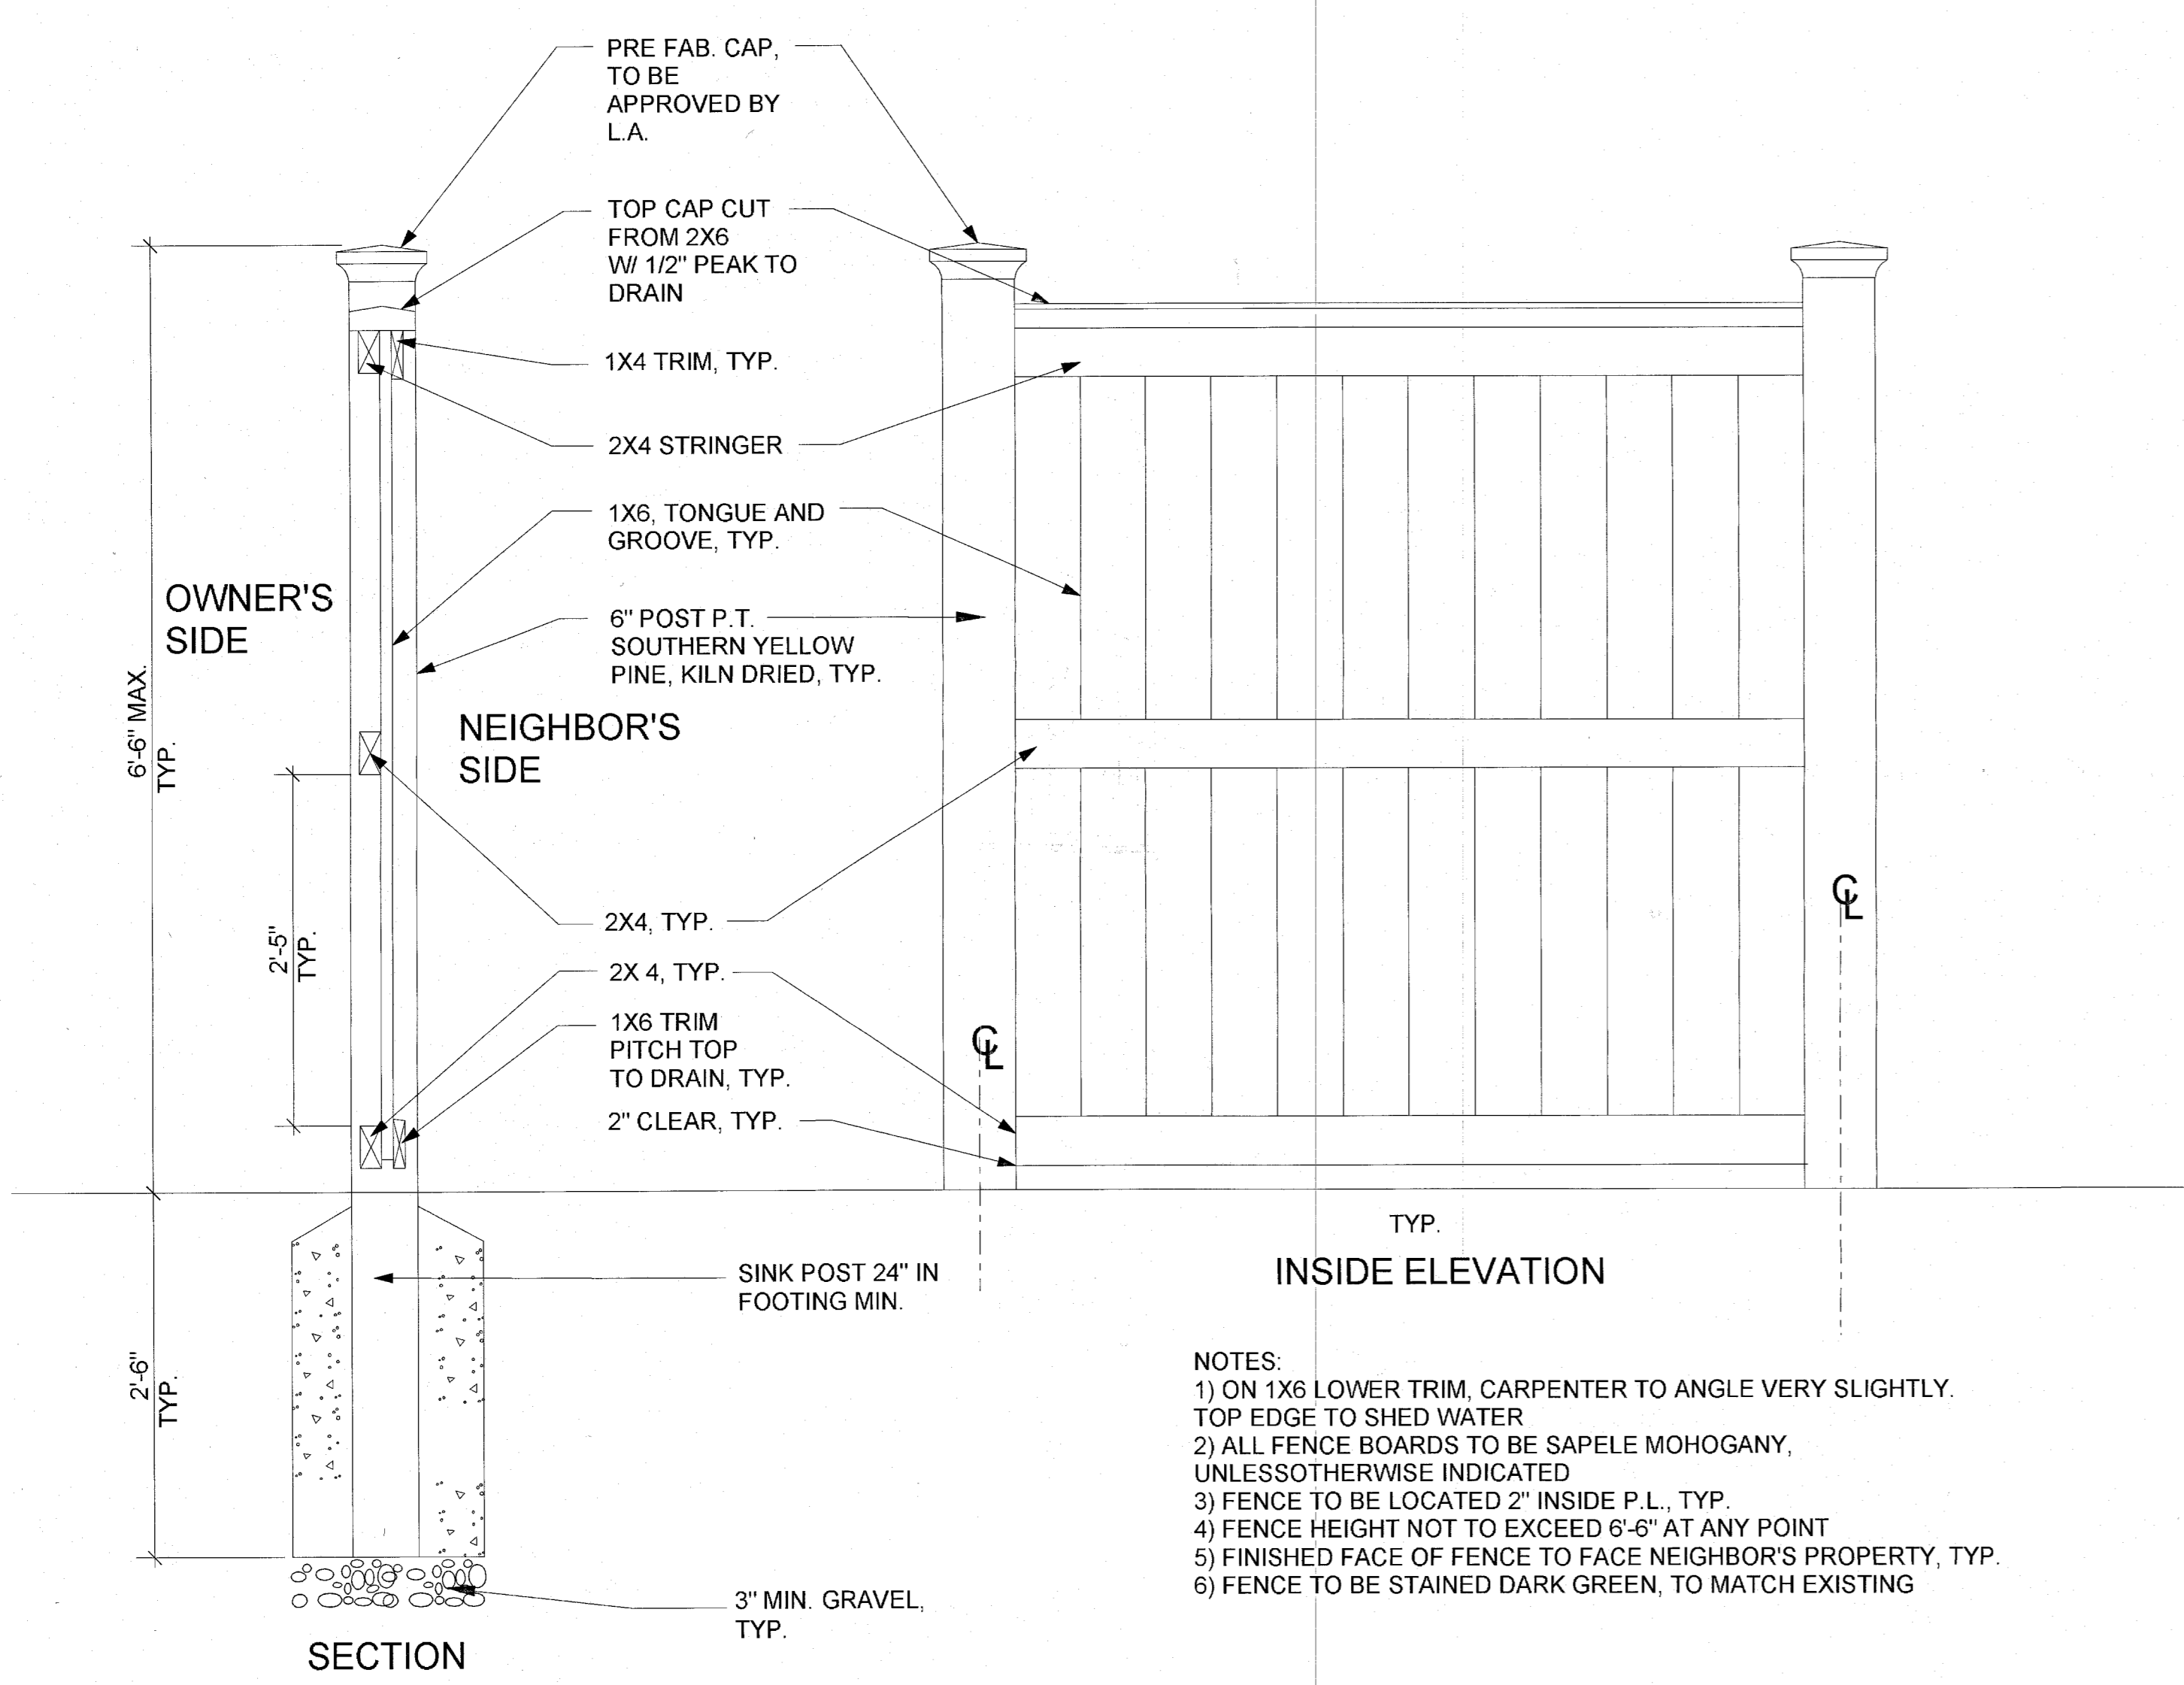 PRE FAB. CAP,
TO BE
APPROVED BY
L.A.
TOP CAP CUT
FROM 2X6
W/ 1/2" PEAK TO
DRAIN
1X4 TRIM, TYP.
2X4 STRINGER
1X6, TONGUE AND
GROOVE, TYP.
6" POST P.T.
SOUTHERN YELLOW
PINE, KILN DRIED, TYP.
OWNER'S
SIDE
NEIGHBOR'S
SIDE
6'-6" MAX.
TYP.
2'-5"
TYP.
2X4, TYP.
2X 4, TYP.
1X6 TRIM
PITCH TOP
TO DRAIN, TYP.
2" CLEAR, TYP.
CL
CL
TYP.
INSIDE ELEVATION
SINK POST 24" IN
FOOTING MIN.
2'-6"
TYP.
3" MIN. GRAVEL,
TYP.
SECTION
NOTES:
1) ON 1X6 LOWER TRIM, CARPENTER TO ANGLE VERY SLIGHTLY.
TOP EDGE TO SHED WATER
2) ALL FENCE BOARDS TO BE SAPELE MOHOGANY,
UNLESSOTHERWISE INDICATED
3) FENCE TO BE LOCATED 2" INSIDE P.L., TYP.
4) FENCE HEIGHT NOT TO EXCEED 6'-6" AT ANY POINT
5) FINISHED FACE OF FENCE TO FACE NEIGHBOR'S PROPERTY, TYP.
6) FENCE TO BE STAINED DARK GREEN, TO MATCH EXISTING